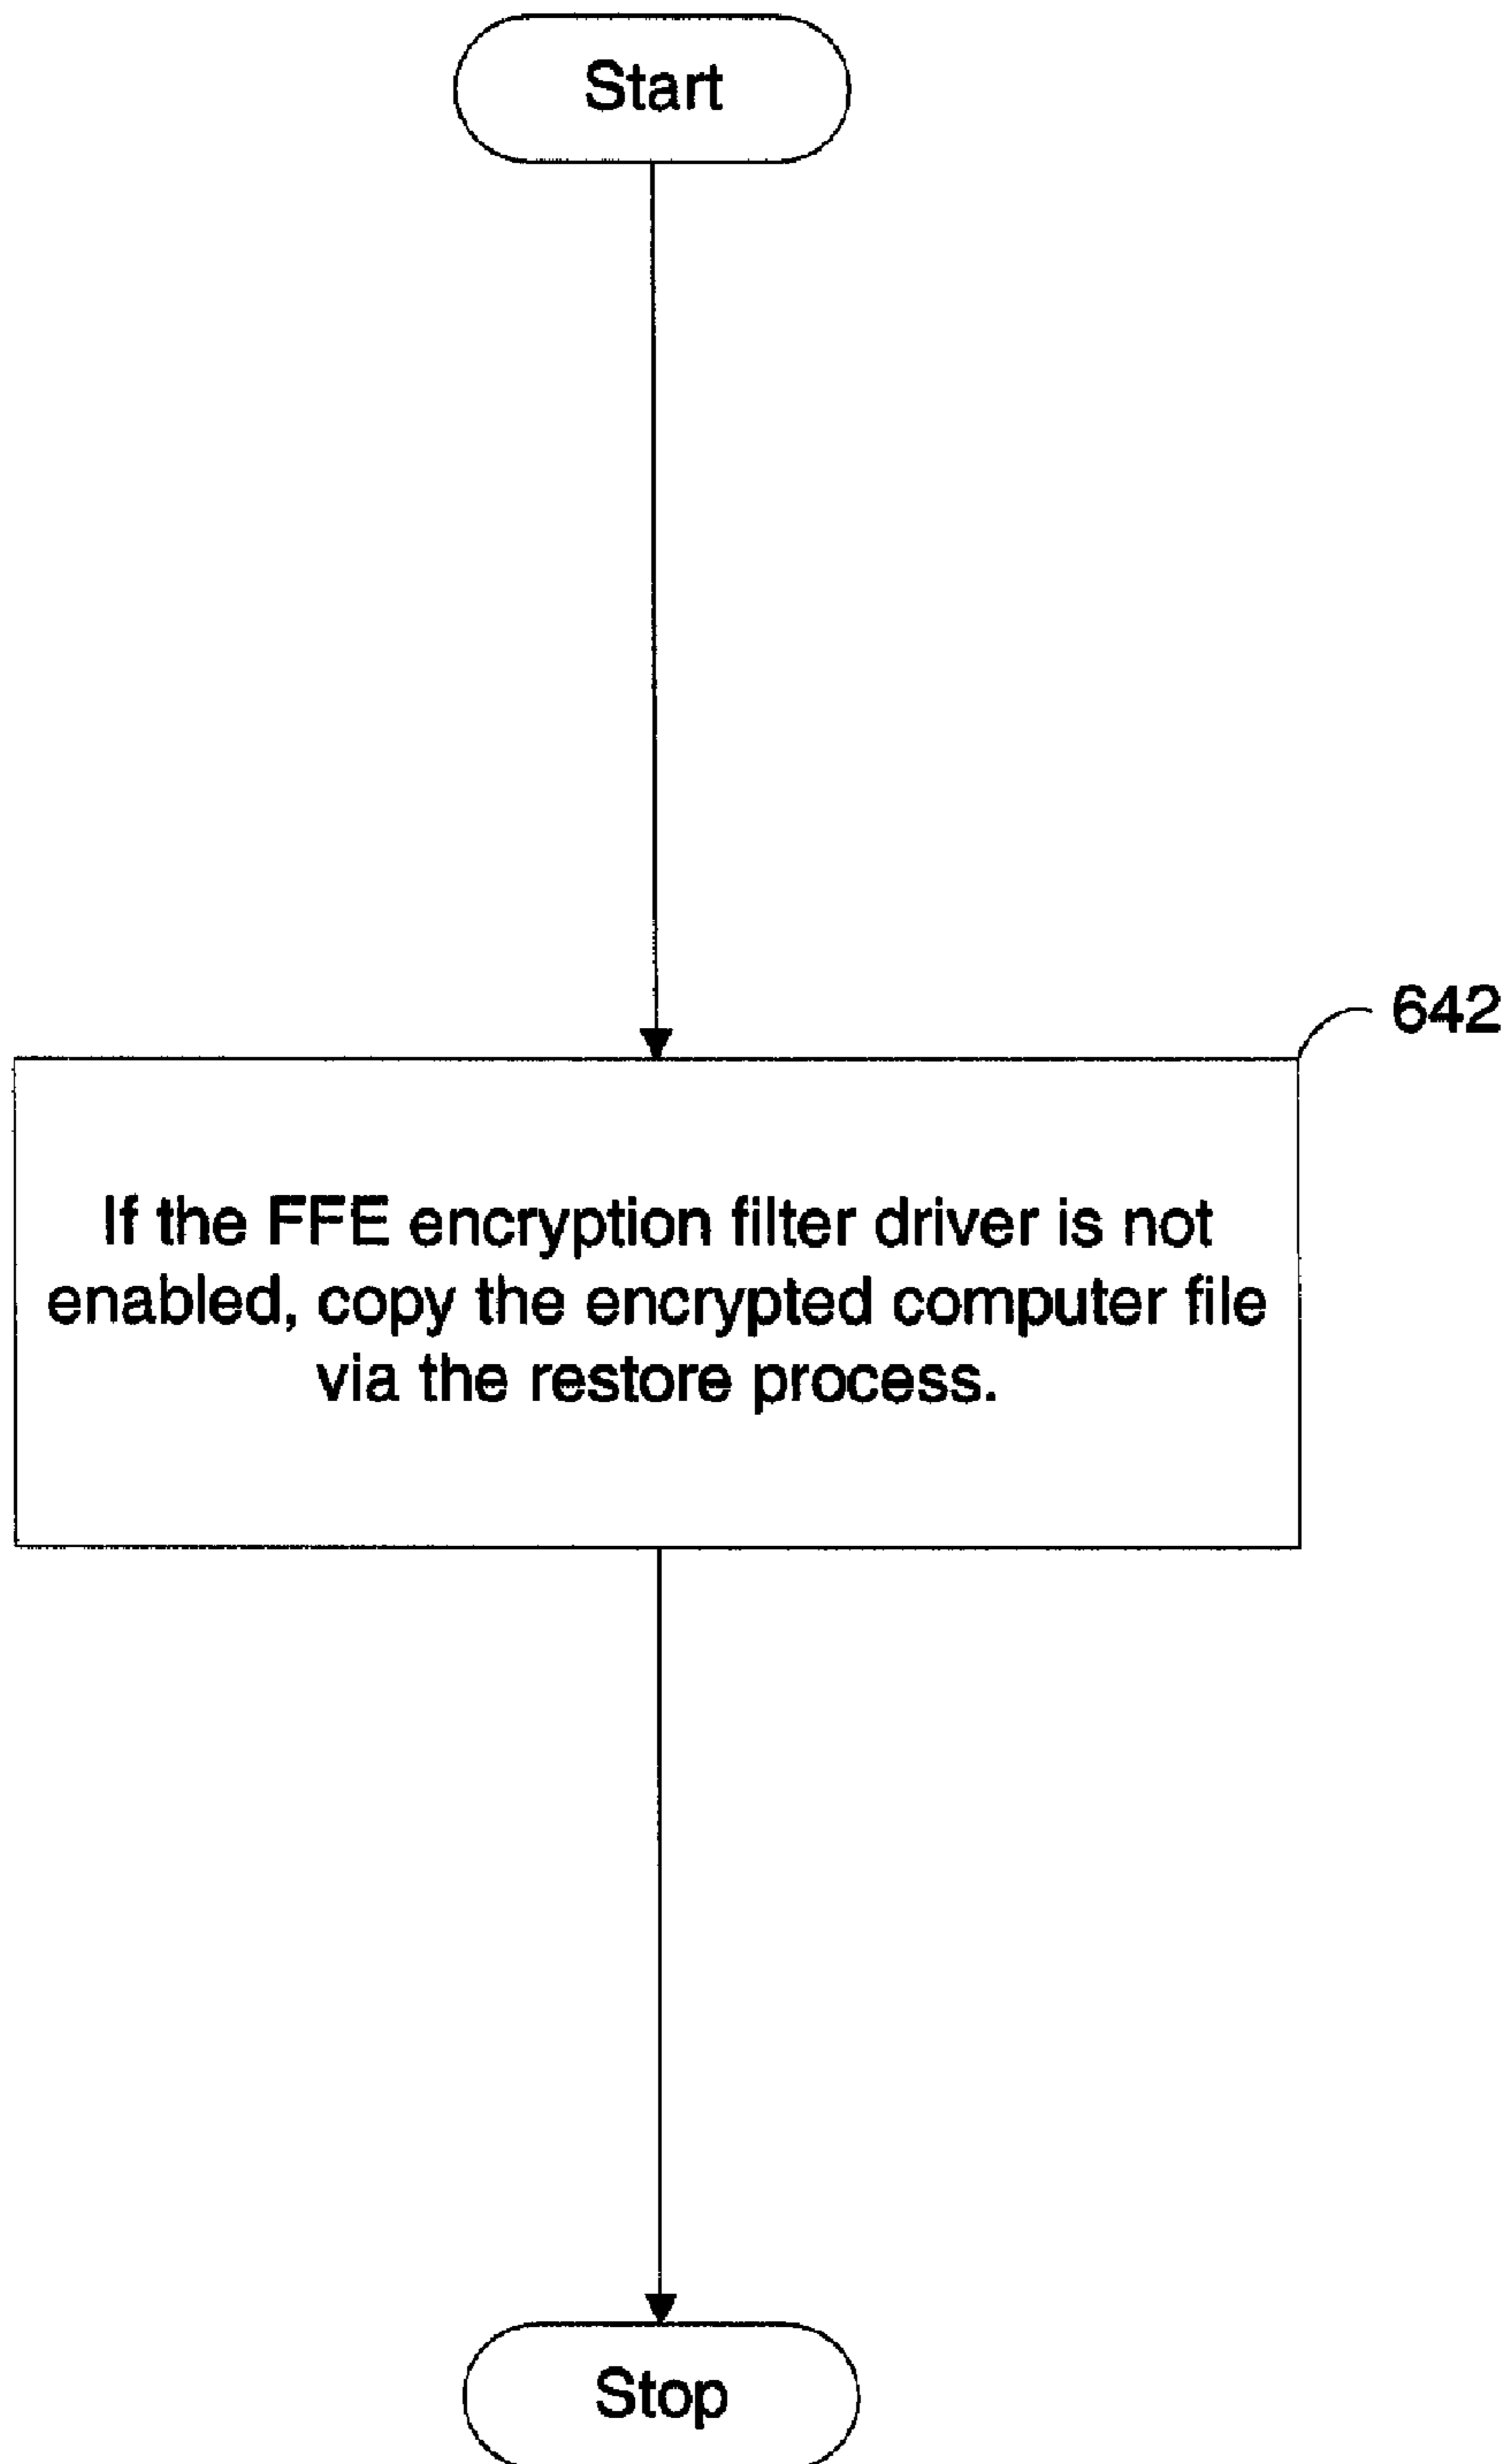 Start
642
If the FFE encryption filter driver is not
enabled, copy the encrypted computer file
via the restore process.
Stop